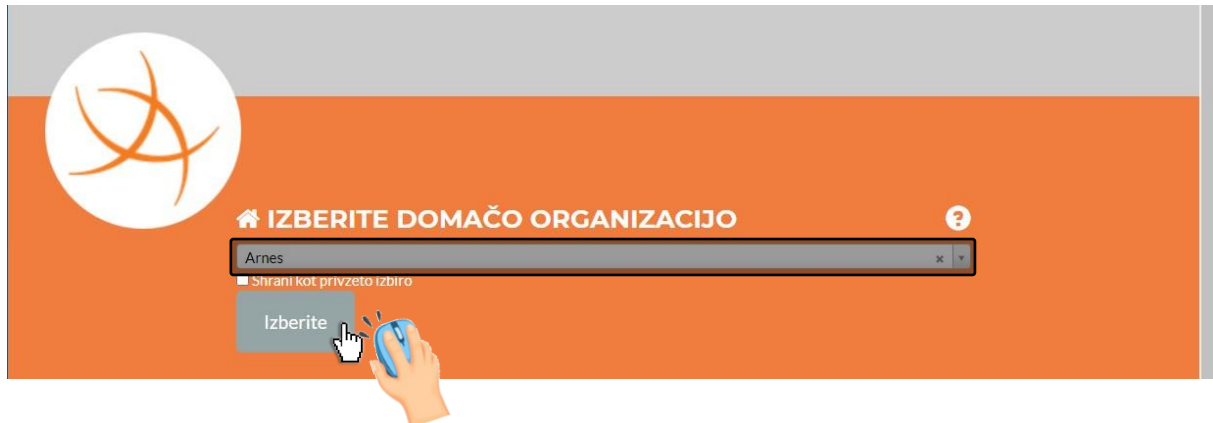 IZBERITE DOMAČO ORGANIZACIJO
Arnes
Shrani kot privzeto izbiro
Izberite